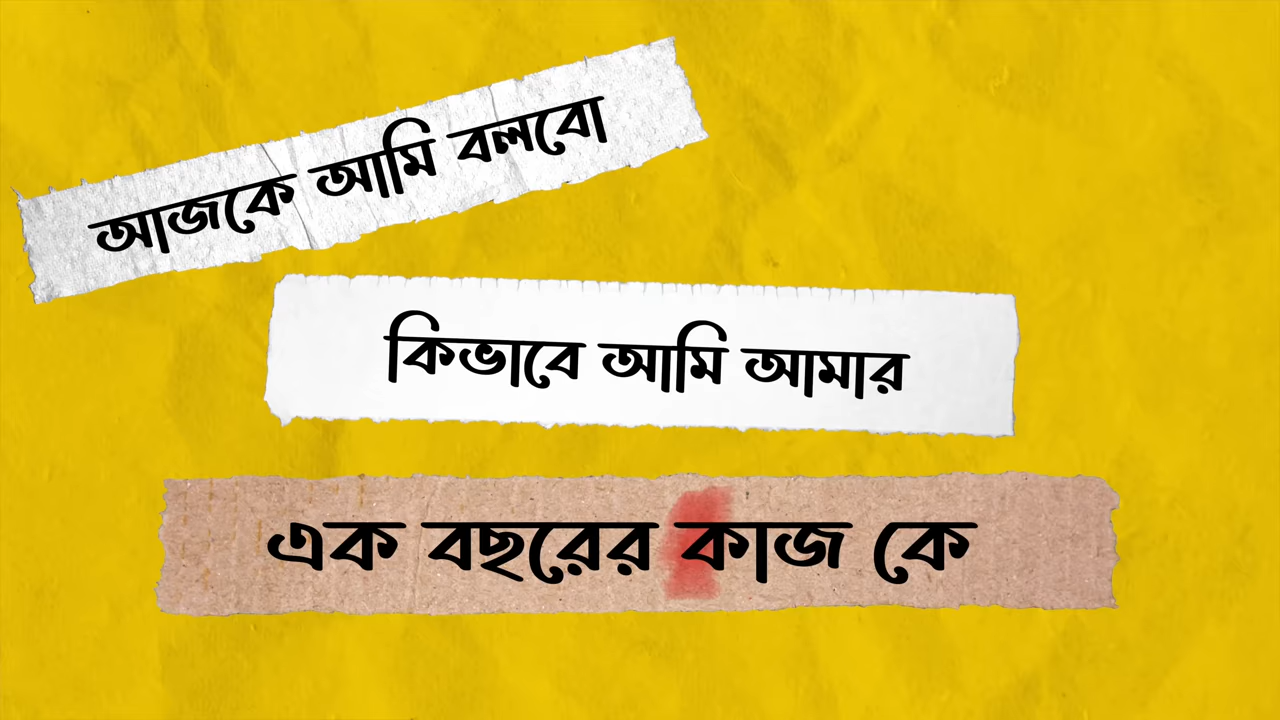 আজকে আমি বলবো
কিভাবে আমি আমার
এক বছরের কাজ কে